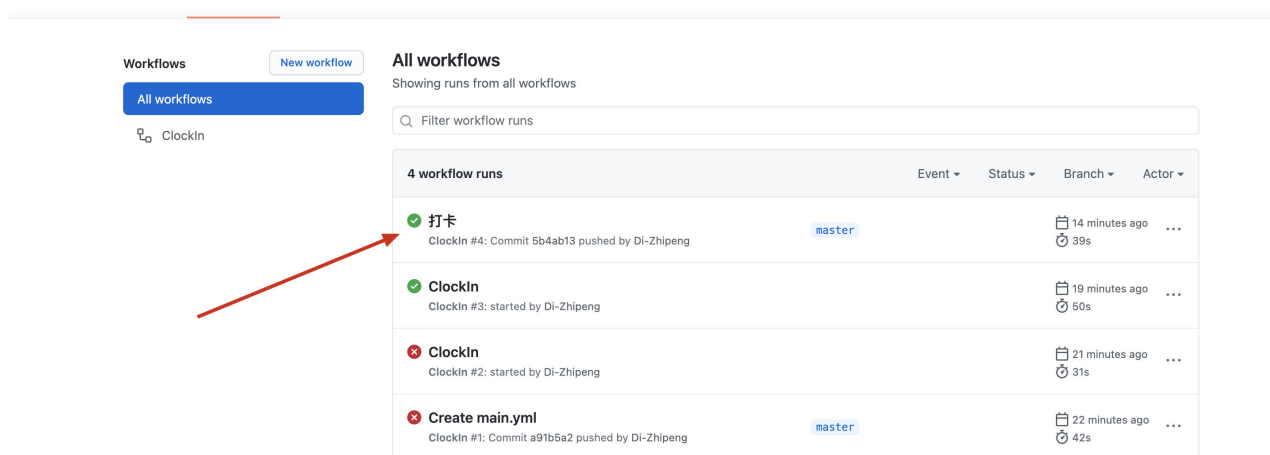 Workflows
New workflow
All workflows
ClockIn
All workflows
Showing runs from all workflows
Filter workflow runs
4 workflow runs
Event
Status
Branch
Actor
打卡
ClockIn #4: Commit 5b4ab13 pushed by Di-Zhipeng
master
14 minutes ago
39s
ClockIn
ClockIn #3: started by Di-Zhipeng
19 minutes ago
50s
ClockIn
ClockIn #2: started by Di-Zhipeng
21 minutes ago
31s
Create main.yml
ClockIn #1: Commit a91b5a2 pushed by Di-Zhipeng
master
22 minutes ago
42s